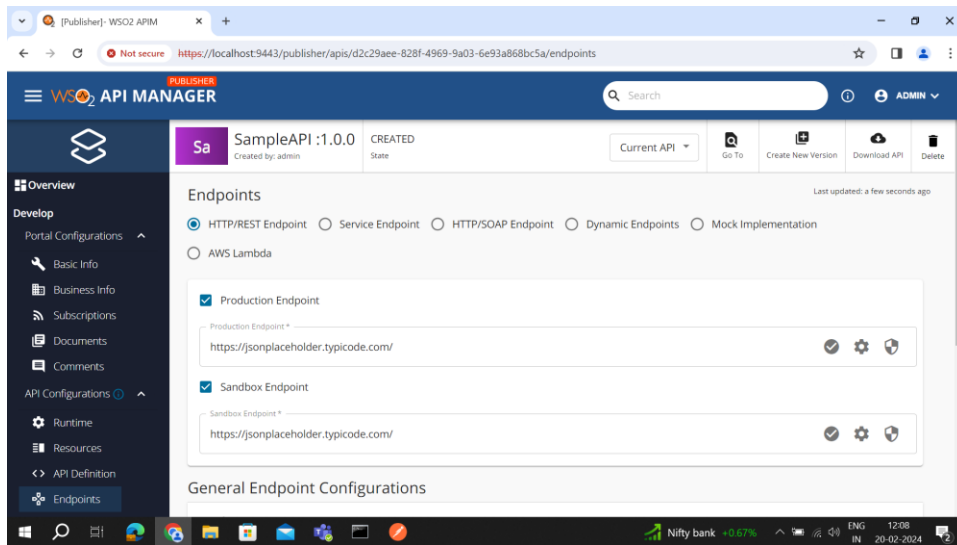 [Publisher]- WSO2 APIM
Not secure https://localhost:9443/publisher/apis/d2c29aee-828f-4969-9a03-6e93a868bc5a/endpoints
PUBLISHER
WSO2 API MANAGER
Search
ADMIN
Sa
SampleAPI :1.0.0
Created by: admin
CREATED
State
Current API
Go To
Create New Version
Download API
Delete
Overview
Develop
Portal Configurations
Basic Info
Business Info
Subscriptions
Documents
Comments
API Configurations
Runtime
Resources
API Definition
Endpoints
Endpoints
Last updated: a few seconds ago
HTTP/REST Endpoint Service Endpoint HTTP/SOAP Endpoint Dynamic Endpoints Mock Implementation
AWS Lambda
Production Endpoint
Production Endpoint *
https://jsonplaceholder.typicode.com/
Sandbox Endpoint
Sandbox Endpoint *
https://jsonplaceholder.typicode.com/
General Endpoint Configurations
Nifty bank +0.67%
ENG
IN
12:08
20-02-2024
2